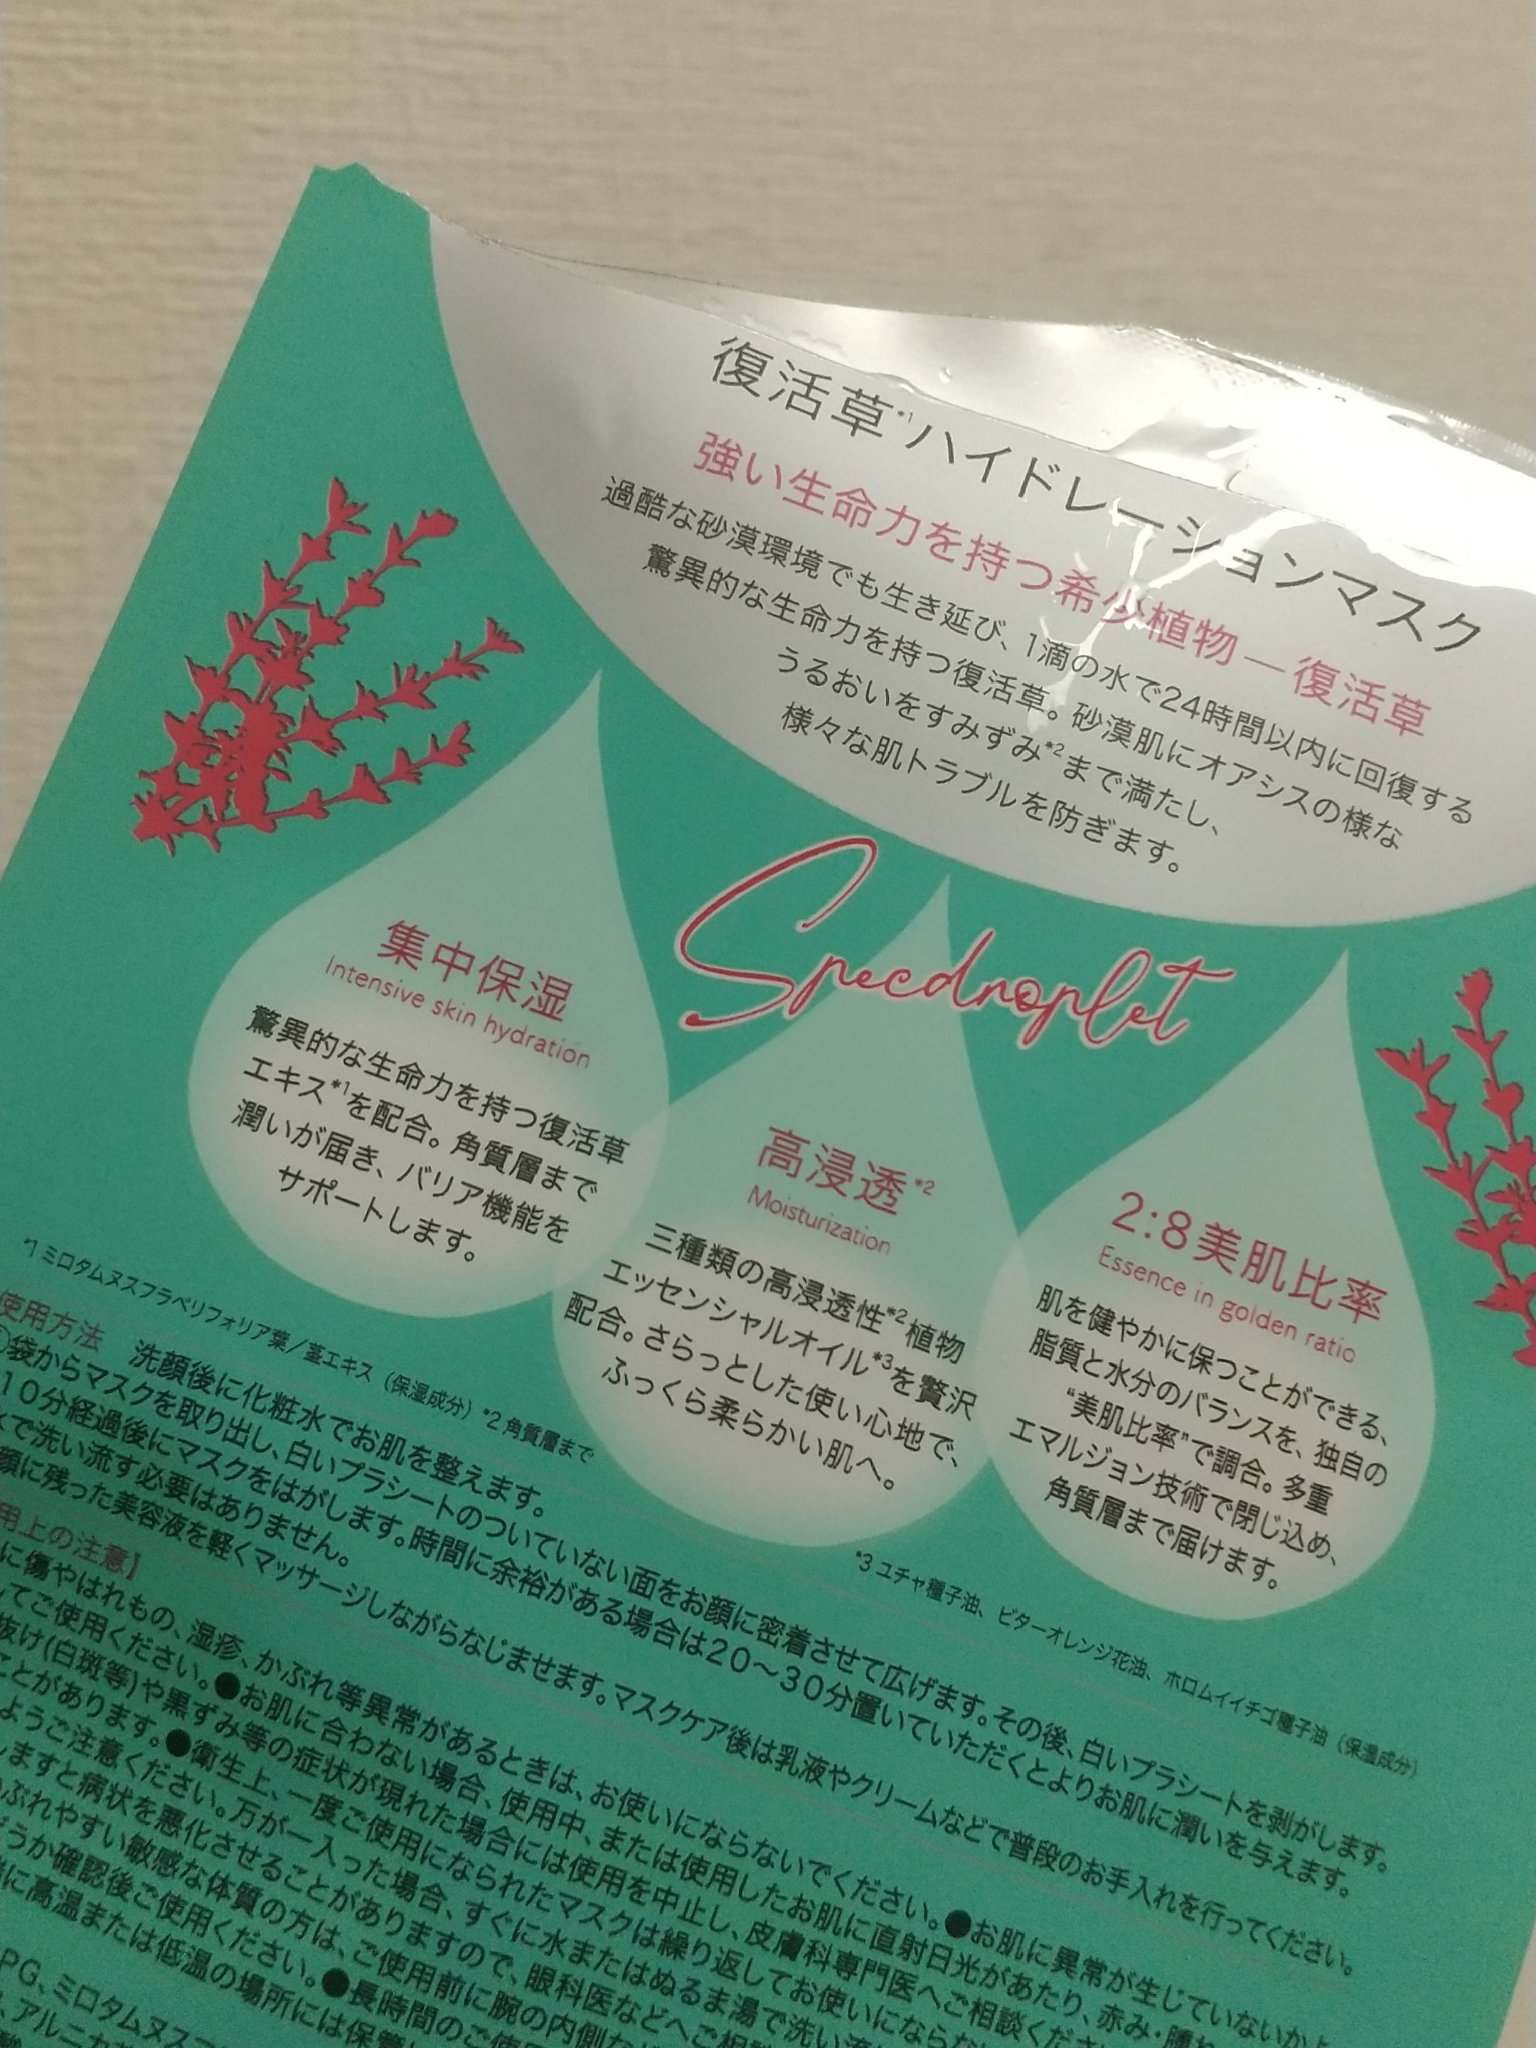 復活草*1ハイドレーションマスク
強い生命力を持つ希少植物―復活草
過酷な砂漠環境でも生き延び、1滴の水で24時間以内に回復する
驚異的な生命力を持つ復活草。砂漠肌にオアシスの様な
うるおいをすみずみ*2まで満たし、
様々な肌トラブルを防ぎます。
Specdroplet
集中保湿
Intensive skin hydration
驚異的な生命力を持つ復活草
エキス*1を配合。角質層まで
潤いが届き、バリア機能を
サポートします。
高浸透*2
Moisturization
三種類の高浸透性*2植物
エッセンシャルオイル*3を贅沢
配合。さらっとした使い心地で、
ふっくら柔らかい肌へ。
2:8美肌比率
Essence in golden ratio
肌を健やかに保つことができる、
脂質と水分のバランスを、独自の
“美肌比率”で調合。多重
エマルジョン技術で閉じ込め、
角質層まで届けます。
*1 ミロタムヌスフラベリフォリア葉/茎エキス（保湿成分）*2 角質層まで
*3 ユチャ種子油、ビターオレンジ花油、ホロムイイチゴ種子油（保湿成分）
使用方法 洗顔後に化粧水でお肌を整えます。
袋からマスクを取り出し、白いプラシートのついていない面をお顔に密着させて広げます。その後、白いプラシートを剥がします。
10分経過後にマスクをはがします。時間に余裕がある場合は20～30分置いていただくとよりお肌に潤いを与えます。
で洗い流す必要はありません。
顔に残った美容液を軽くマッサージしながらなじませます。マスクケア後は乳液やクリームなどで普段のお手入れを行ってください。
用上の注意】
に傷やはれもの、湿疹、かぶれ等異常があるときは、お使いにならないでください。●お肌に異常が生じていないかよ
てご使用ください。●お肌に合わない場合、使用中、または使用したお肌に直射日光があたり、赤み・腫れ
抜け(白斑等)や黒ずみ等の症状が現れた場合には使用を中止し、皮膚科専門医へご相談くださ
ことがあります。●衛生上、一度ご使用になられたマスクは繰り返してお使いにならな
ようご注意ください。万が一入った場合、すぐに水またはぬるま湯で洗い流
しますと病状を悪化させることがありますので、眼科医などへご相談
ぶれやすい敏感な体質の方は、ご使用前に腕の内側な
うか確認後ご使用ください。●長時間のご使
に高温または低温の場所には保管
PG、ミロタムヌスフ
アルニカ